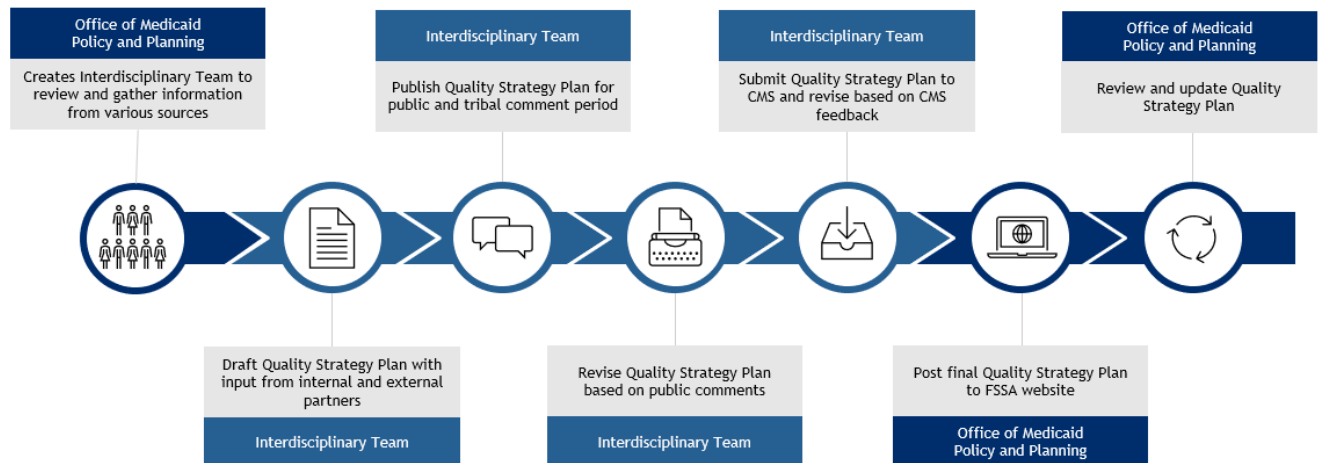 Office of Medicaid
Policy and Planning
Creates Interdisciplinary Team to
review and gather information
from various sources
Interdisciplinary Team
Publish Quality Strategy Plan for
public and tribal comment period
Interdisciplinary Team
Submit Quality Strategy Plan to
CMS and revise based on CMS
feedback
Office of Medicaid
Policy and Planning
Review and update Quality
Strategy Plan
Draft Quality Strategy Plan with
input from internal and external
partners
Interdisciplinary Team
Revise Quality Strategy Plan
based on public comments
Interdisciplinary Team
Post final Quality Strategy Plan
to FSSA website
Office of Medicaid
Policy and Planning